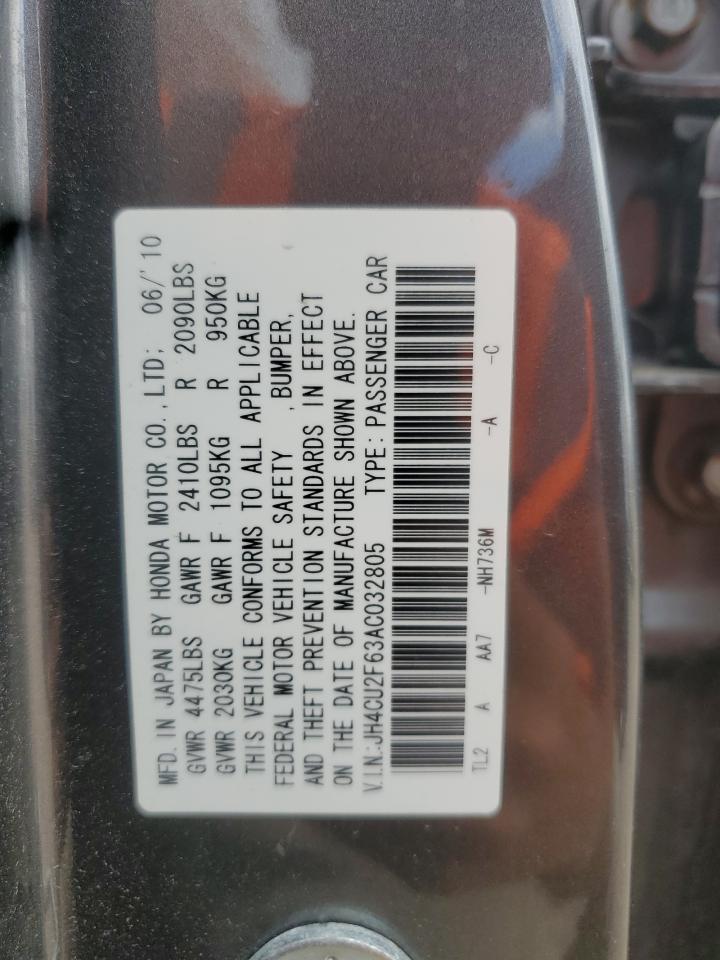 MFD. IN JAPAN BY HONDA MOTOR CO., LTD; 06/'10
GVWR 4475LBS GAWR F 2410LBS R 2090LBS
GVWR 2030KG GAWR F 1095KG R 950KG
THIS VEHICLE CONFORMS TO ALL APPLICABLE
FEDERAL MOTOR VEHICLE SAFETY ,BUMPER,
AND THEFT PREVENTION STANDARDS IN EFFECT
ON THE DATE OF MANUFACTURE SHOWN ABOVE.
V.I.N.:JH4CU2F63AC032805 TYPE: PASSENGER CAR
TL2 A AA7 -NH736M -A -C